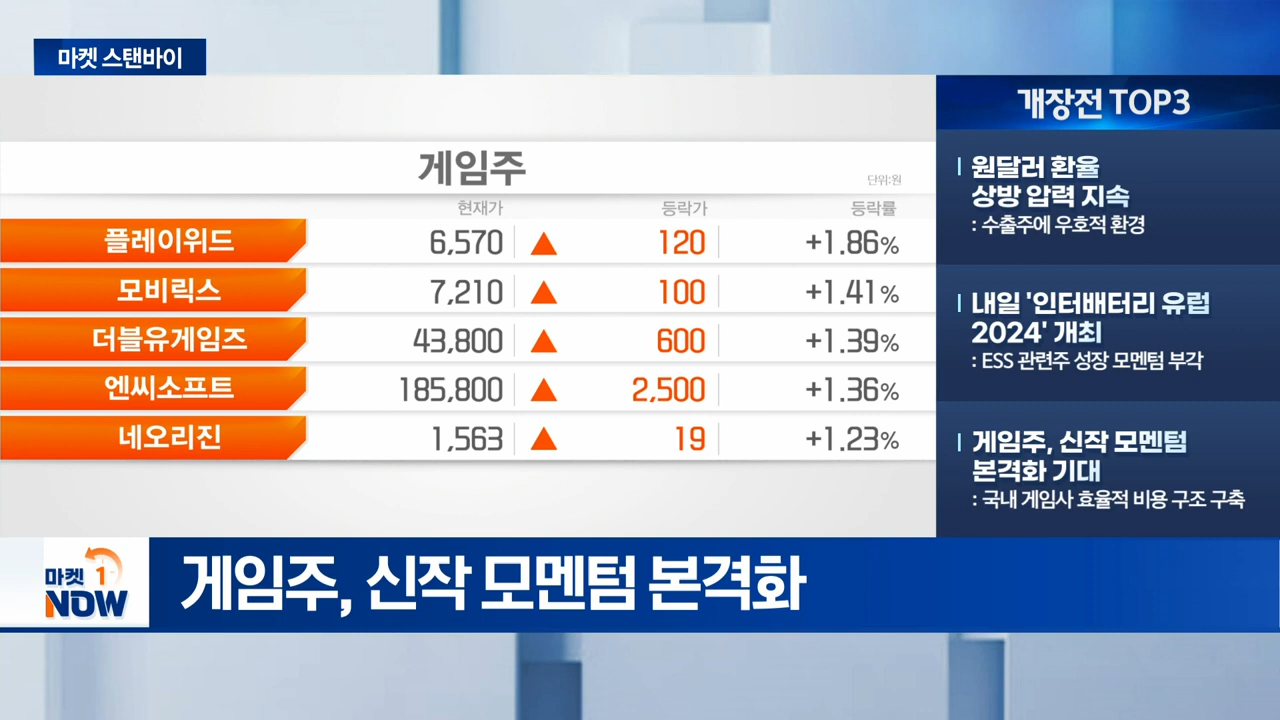 마켓 스탠바이
게임주
단위:원
현재가 등락가 등락률
플레이위드 6,570 ▲ 120 +1.86%
모비릭스 7,210 ▲ 100 +1.41%
더블유게임즈 43,800 ▲ 600 +1.39%
엔씨소프트 185,800 ▲ 2,500 +1.36%
네오리진 1,563 ▲ 19 +1.23%
개장전 TOP3
원달러 환율
상방 압력 지속
: 수출주에 우호적 환경
내일 '인터배터리 유럽
2024' 개최
: ESS 관련주 성장 모멘텀 부각
게임주, 신작 모멘텀
본격화 기대
: 국내 게임사 효율적 비용 구조 구축
마켓 1
NOW
게임주, 신작 모멘텀 본격화